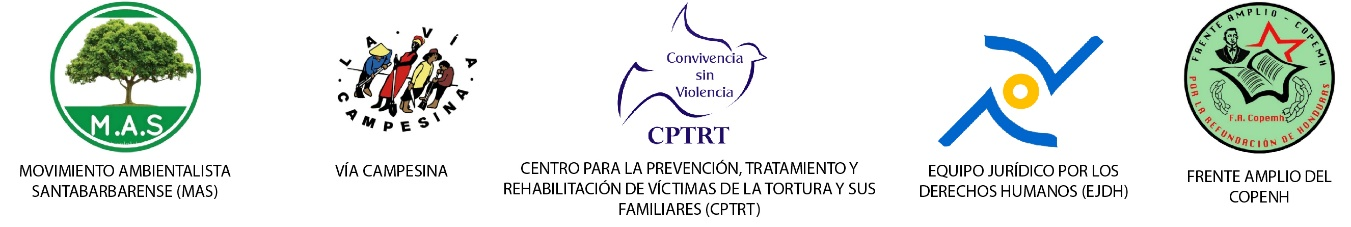 M.A.S
MOVIMIENTO AMBIENTALISTA
SANTABARBARENSE (MAS)
LA VÍA
CAMPESINA
VÍA CAMPESINA
Convivencia
sin
Violencia
CPTRT
CENTRO PARA LA PREVENCIÓN, TRATAMIENTO Y
REHABILITACIÓN DE VÍCTIMAS DE LA TORTURA Y SUS
FAMILIARES (CPTRT)
EQUIPO JURÍDICO POR LOS
DERECHOS HUMANOS (EJDH)
FRENTE AMPLIO - COPEMH
F.A. Copemh
POR LA REFUNDACIÓN DE HONDURAS
FRENTE AMPLIO DEL
COPENH